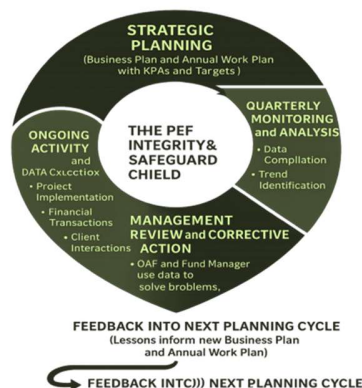 STRATEGIC
PLANNING
(Business Plan and Annual Work Plan
with KPAs and Targets )
QUARTERLY
MONITORING
and ANALYSIS
• Data
Compllation
• Trend
Identification
ONGOING
ACTIVITY
and
DATA Cxʟcctiox
• Proiect
Implementation
• Financial
Transactions
• Client
Interactions
THHE PEF
INTEGRITY&
SAFEGUARD
CHIELD
MANAGEMENT
REVIEW and CORRECTIVE
ACTION
• OAF and Fund Manager
use data to
solve broblems,
FEEDBACK INTO NEXT PLANNING CYCLE
(Lessons inform new Business Plan
and Annual Work Plan)
FEEDBACK INTC))) NEXT PLANNING CYCLE